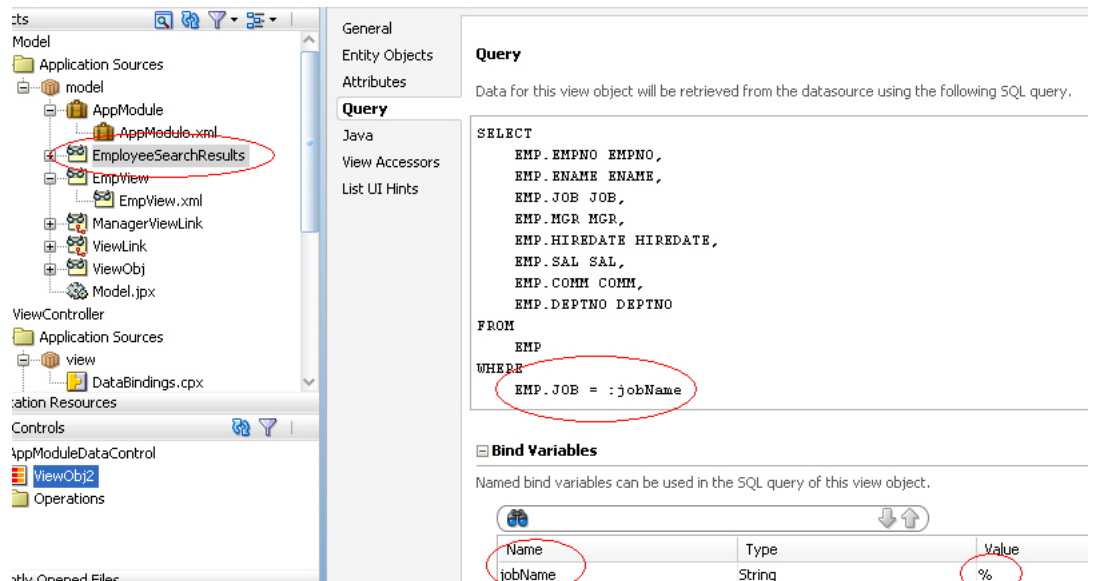 Model
Application Sources
model
AppModule
AppModule.xml
EmployeeSearchResults
EmpView
EmpView.xml
ManagerViewLink
ViewLink
ViewObj
Model.jpx
ViewController
Application Sources
view
DataBindings.cpx
Resources
Controls
AppModuleDataControl
ViewObj2
Operations
Opened Files
General
Entity Objects
Attributes
Query
Java
View Accessors
List UI Hints
Query
Data for this view object will be retrieved from the datasource using the following SQL query.
SELECT
EMP.EMPNO EMPNO,
EMP.ENAME ENAME,
EMP.JOB JOB,
EMP.MGR MGR,
EMP.HIREDATE HIREDATE,
EMP.SAL SAL,
EMP.COMM COMM,
EMP.DEPTNO DEPTNO
FROM
EMP
WHERE
EMP.JOB = :jobName
Bind Variables
Named bind variables can be used in the SQL query of this view object.
Name Type Value
jobName String %